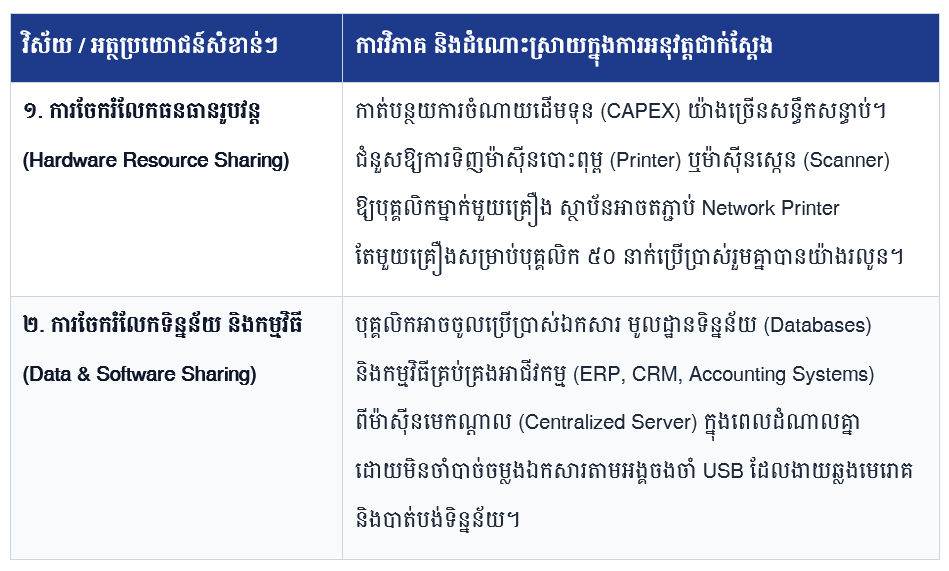 វិស័យ / អត្ថប្រយោជន៍សំខាន់ៗ
ការវិភាគ និងដំណោះស្រាយក្នុងការអនុវត្តជាក់ស្តែង
១. ការចែករំលែកធនធានរូបវន្ត
(Hardware Resource Sharing)
កាត់បន្ថយការចំណាយដើមទុន (CAPEX) យ៉ាងច្រើនសន្ធឹកសន្ធាប់។
ជំនួសឱ្យការទិញម៉ាស៊ីនបោះពុម្ព (Printer) ឬម៉ាស៊ីនស្កេន (Scanner)
ឱ្យបុគ្គលិកម្នាក់មួយគ្រឿង ស្ថាប័នអាចតភ្ជាប់ Network Printer
តែមួយគ្រឿងសម្រាប់បុគ្គលិក ៥០ នាក់ប្រើប្រាស់រួមគ្នាបានយ៉ាងរលូន។
២. ការចែករំលែកទិន្នន័យ និងកម្មវិធី
(Data & Software Sharing)
បុគ្គលិកអាចចូលប្រើប្រាស់ឯកសារ មូលដ្ឋានទិន្នន័យ (Databases)
និងកម្មវិធីគ្រប់គ្រងអាជីវកម្ម (ERP, CRM, Accounting Systems)
ពីម៉ាស៊ីនមេកណ្តាល (Centralized Server) ក្នុងពេលដំណាលគ្នា
ដោយមិនចាំបាច់ចម្លងឯកសារតាមអង្គចងចាំ USB ដែលងាយឆ្លងមេរោគ
និងបាត់បង់ទិន្នន័យ។